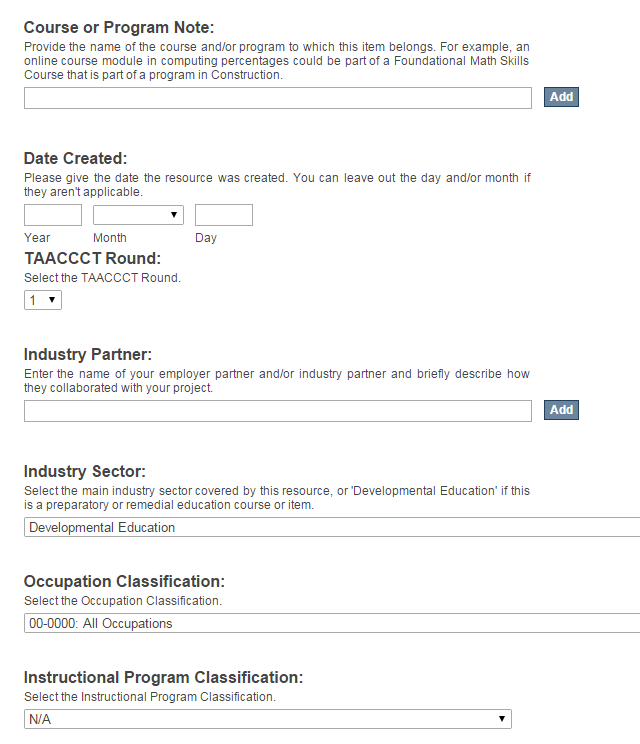 Course or Program Note:
Provide the name of the course and/or program to which this item belongs. For example, an
online course module in computing percentages could be part of a Foundational Math Skills
Course that is part of a program in Construction.
Add
Date Created:
Please give the date the resource was created. You can leave out the day and/or month if
they aren't applicable.
Year Month Day
TAACCCT Round:
Select the TAACCCT Round.
1
Industry Partner:
Enter the name of your employer partner and/or industry partner and briefly describe how
they collaborated with your project.
Add
Industry Sector:
Select the main industry sector covered by this resource, or 'Developmental Education' if this
is a preparatory or remedial education course or item.
Developmental Education
Occupation Classification:
Select the Occupation Classification.
00-0000: All Occupations
Instructional Program Classification:
Select the Instructional Program Classification.
N/A